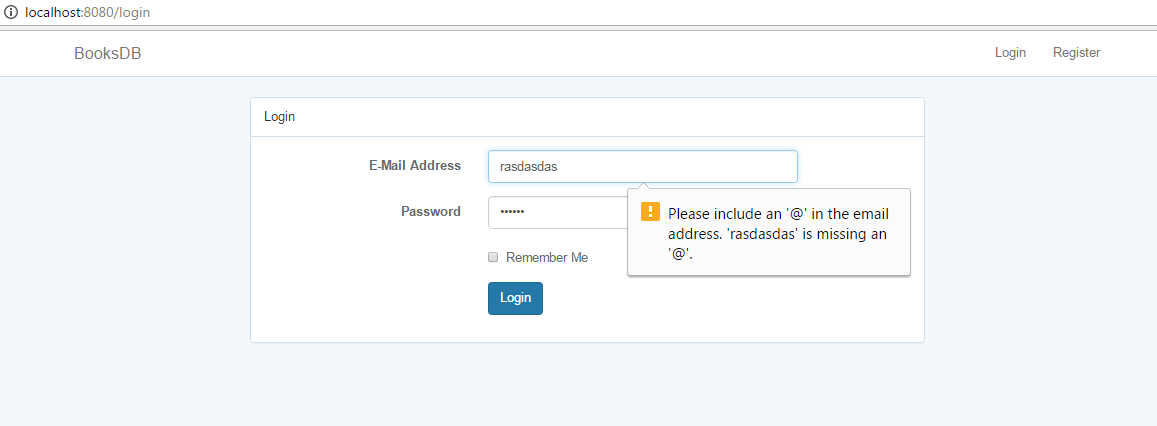 localhost:8080/login
BooksDB Login Register
Login
E-Mail Address rasdasdas
Password ••••••
Please include an '@' in the email
address. 'rasdasdas' is missing an
'@'.
Remember Me
Login